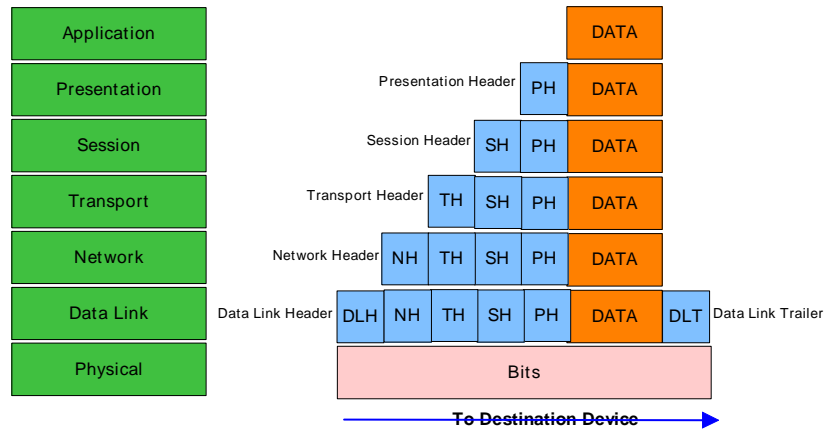 Application DATA
Presentation Presentation Header PH DATA
Session Session Header SH PH DATA
Transport Transport Header TH SH PH DATA
Network Network Header NH TH SH PH DATA
Data Link Data Link Header DLH NH TH SH PH DATA DLT Data Link Trailer
Physical Bits
To Destination Device